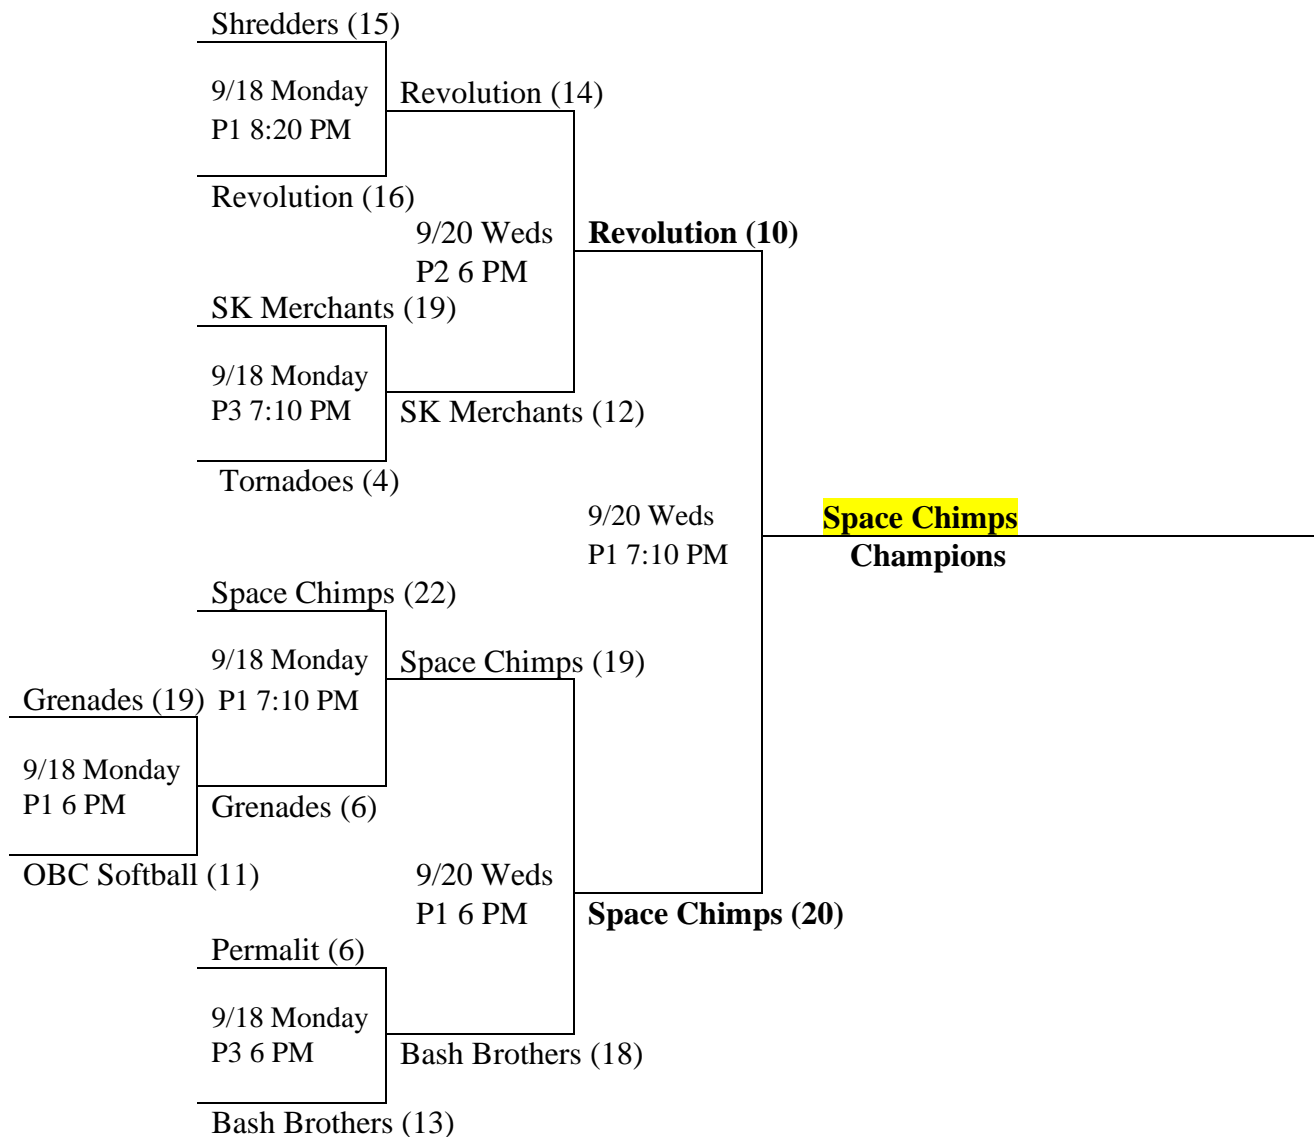 Shredders (15)
9/18 Monday
P1 8:20 PM
Revolution (14)
Revolution (16)
9/20 Weds
P2 6 PM
Revolution (10)
SK Merchants (19)
9/18 Monday
P3 7:10 PM
SK Merchants (12)
Tornadoes (4)
9/20 Weds
P1 7:10 PM
Space Chimps
Champions
Space Chimps (22)
9/18 Monday
P1 7:10 PM
Space Chimps (19)
Grenades (19)
9/18 Monday
P1 6 PM
Grenades (6)
OBC Softball (11)
9/20 Weds
P1 6 PM
Space Chimps (20)
Permalit (6)
9/18 Monday
P3 6 PM
Bash Brothers (18)
Bash Brothers (13)